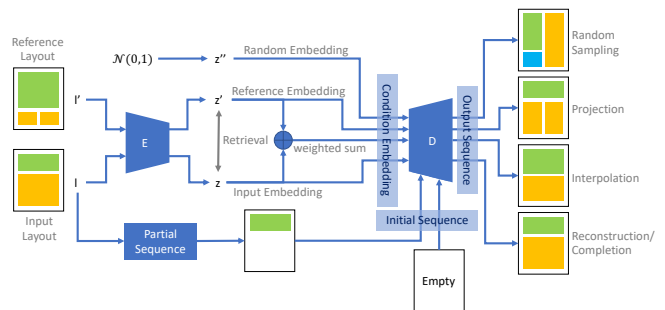 Reference
Layout
I'
𝒩(0,1)
z''
Random Embedding
z'
Reference Embedding
E
Retrieval
weighted sum
I
z
Input Embedding
Input
Layout
Partial
Sequence
Condition Embedding
D
Output Sequence
Initial Sequence
Empty
Random
Sampling
Projection
Interpolation
Reconstruction/
Completion